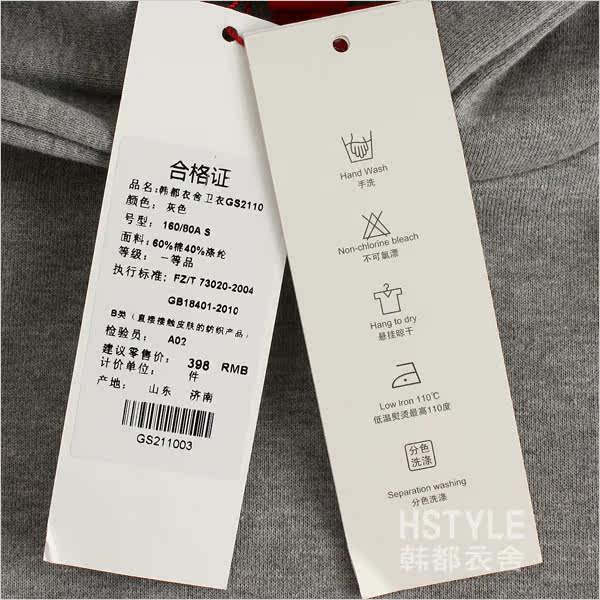 合格证
品名:韩都衣舍卫衣GS2110
颜色: 灰色
号型: 160/80A S
面料: 60%棉40%涤纶
等级: 一等品
执行标准: FZ/T 73020-2004
GB18401-2010
B类 (直接接触皮肤的纺织产品)
检验员: A02
建议零售价: 398 RMB
计价单位: 件
产地: 山东 济南
GS211003
Hand Wash
手洗
Non-chlorine bleach
不可氯漂
Hang to dry
悬挂晾干
Low Iron 110℃
低温熨烫最高110度
分色
洗涤
Separation washing
分色洗涤
HSTYLE
韩都衣舍